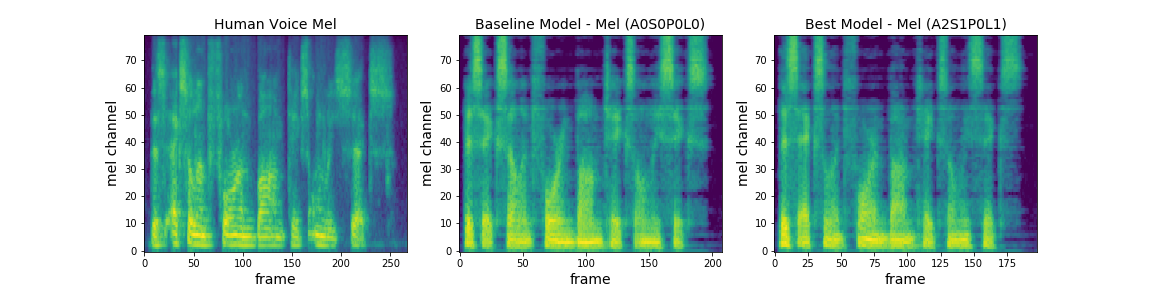 Human Voice Mel
mel channel
70
60
50
40
30
20
10
0
0 50 100 150 200 250
frame
Baseline Model - Mel (A0S0P0L0)
mel channel
70
60
50
40
30
20
10
0
0 50 100 150 200
frame
Best Model - Mel (A2S1P0L1)
mel channel
70
60
50
40
30
20
10
0
0 25 50 75 100 125 150 175
frame